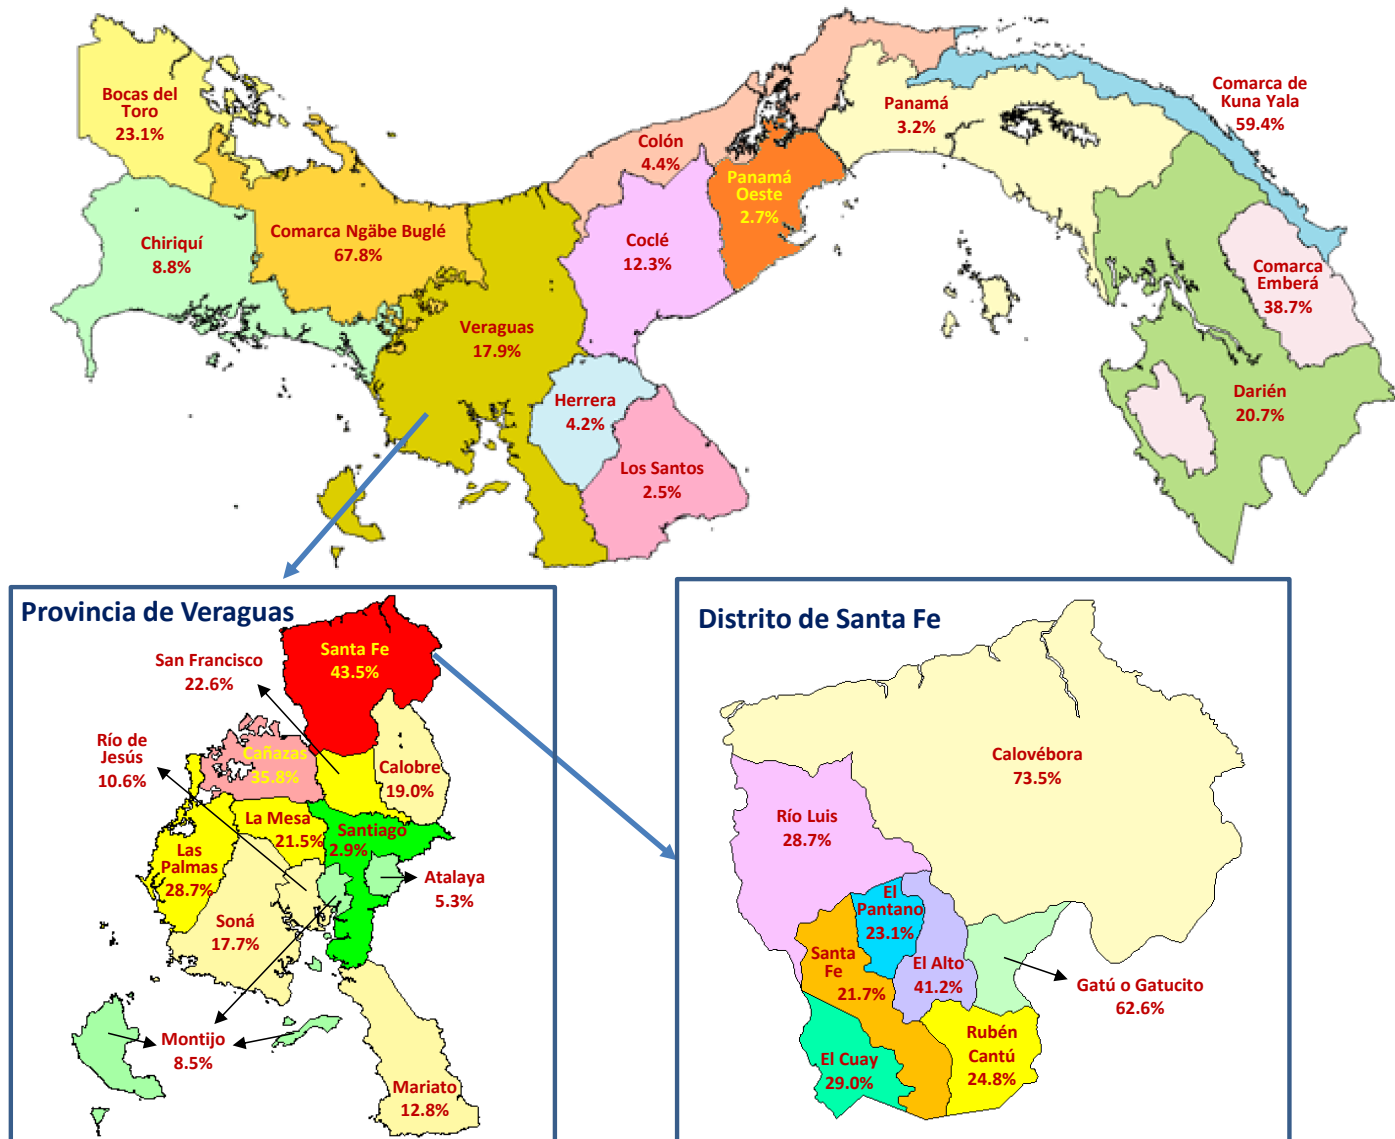 Bocas del
Toro
23.1%
Chiriquí
8.8%
Comarca Ngäbe Buglé
67.8%
Veraguas
17.9%
Colón
4.4%
Coclé
12.3%
Panamá
Oeste
2.7%
Panamá
3.2%
Comarca de
Kuna Yala
59.4%
Comarca
Emberá
38.7%
Darién
20.7%
Herrera
4.2%
Los Santos
2.5%
Provincia de Veraguas
Santa Fe
43.5%
San Francisco
22.6%
Río de
Jesús
10.6%
Cañazas
35.8%
Calobre
19.0%
La Mesa
21.5%
Santiago
2.9%
Las
Palmas
28.7%
Atalaya
5.3%
Soná
17.7%
Montijo
8.5%
Mariato
12.8%
Distrito de Santa Fe
Calovébora
73.5%
Río Luis
28.7%
El
Pantano
23.1%
Santa
Fe
21.7%
El Alto
41.2%
Gatú o Gatucito
62.6%
Rubén
Cantú
24.8%
El Cuay
29.0%